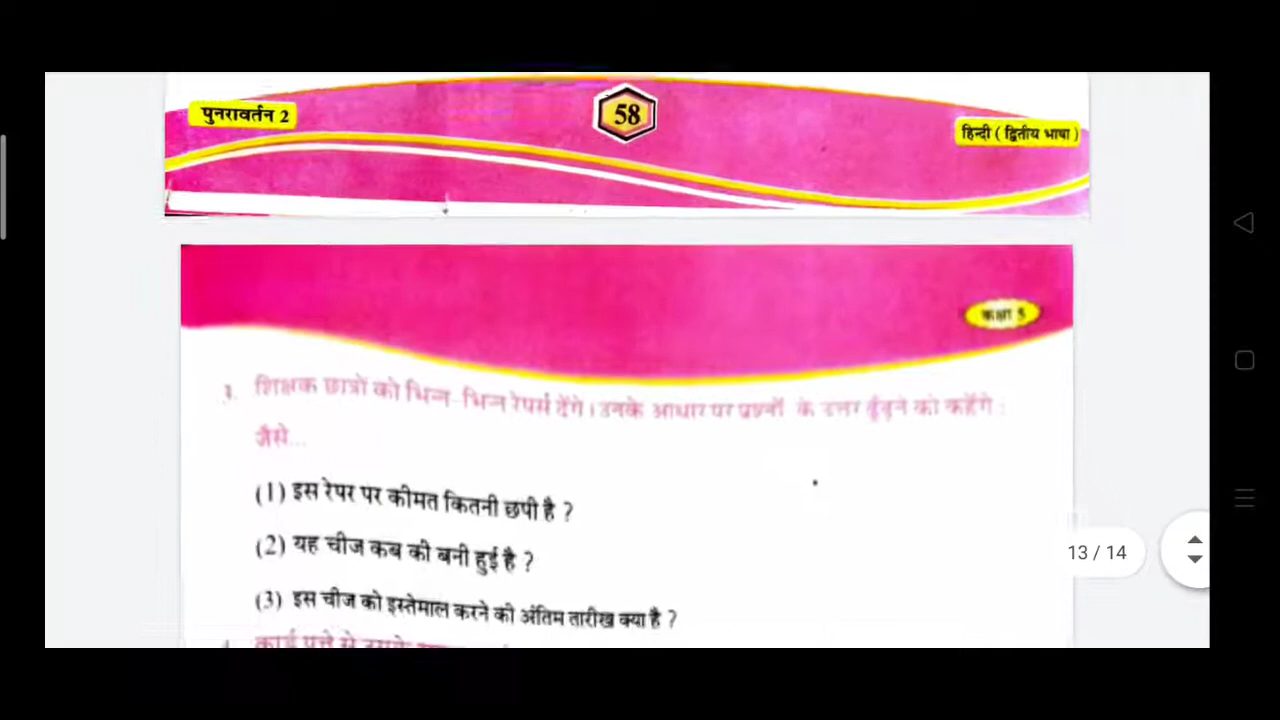 पुनरावर्तन 2
58
हिन्दी ( द्वितीय भाषा )
कक्षा 5
3. शिक्षक छात्रों को भिन्न-भिन्न रेपर्स देंगे । उनके आधार पर प्रश्नों के उत्तर ढूँढ़ने को कहेंगे :
जैसे...
(1) इस रेपर पर कीमत कितनी छपी है ?
(2) यह चीज कब की बनी हुई है ?
(3) इस चीज को इस्तेमाल करने की अंतिम तारीख क्या है ?
13 / 14